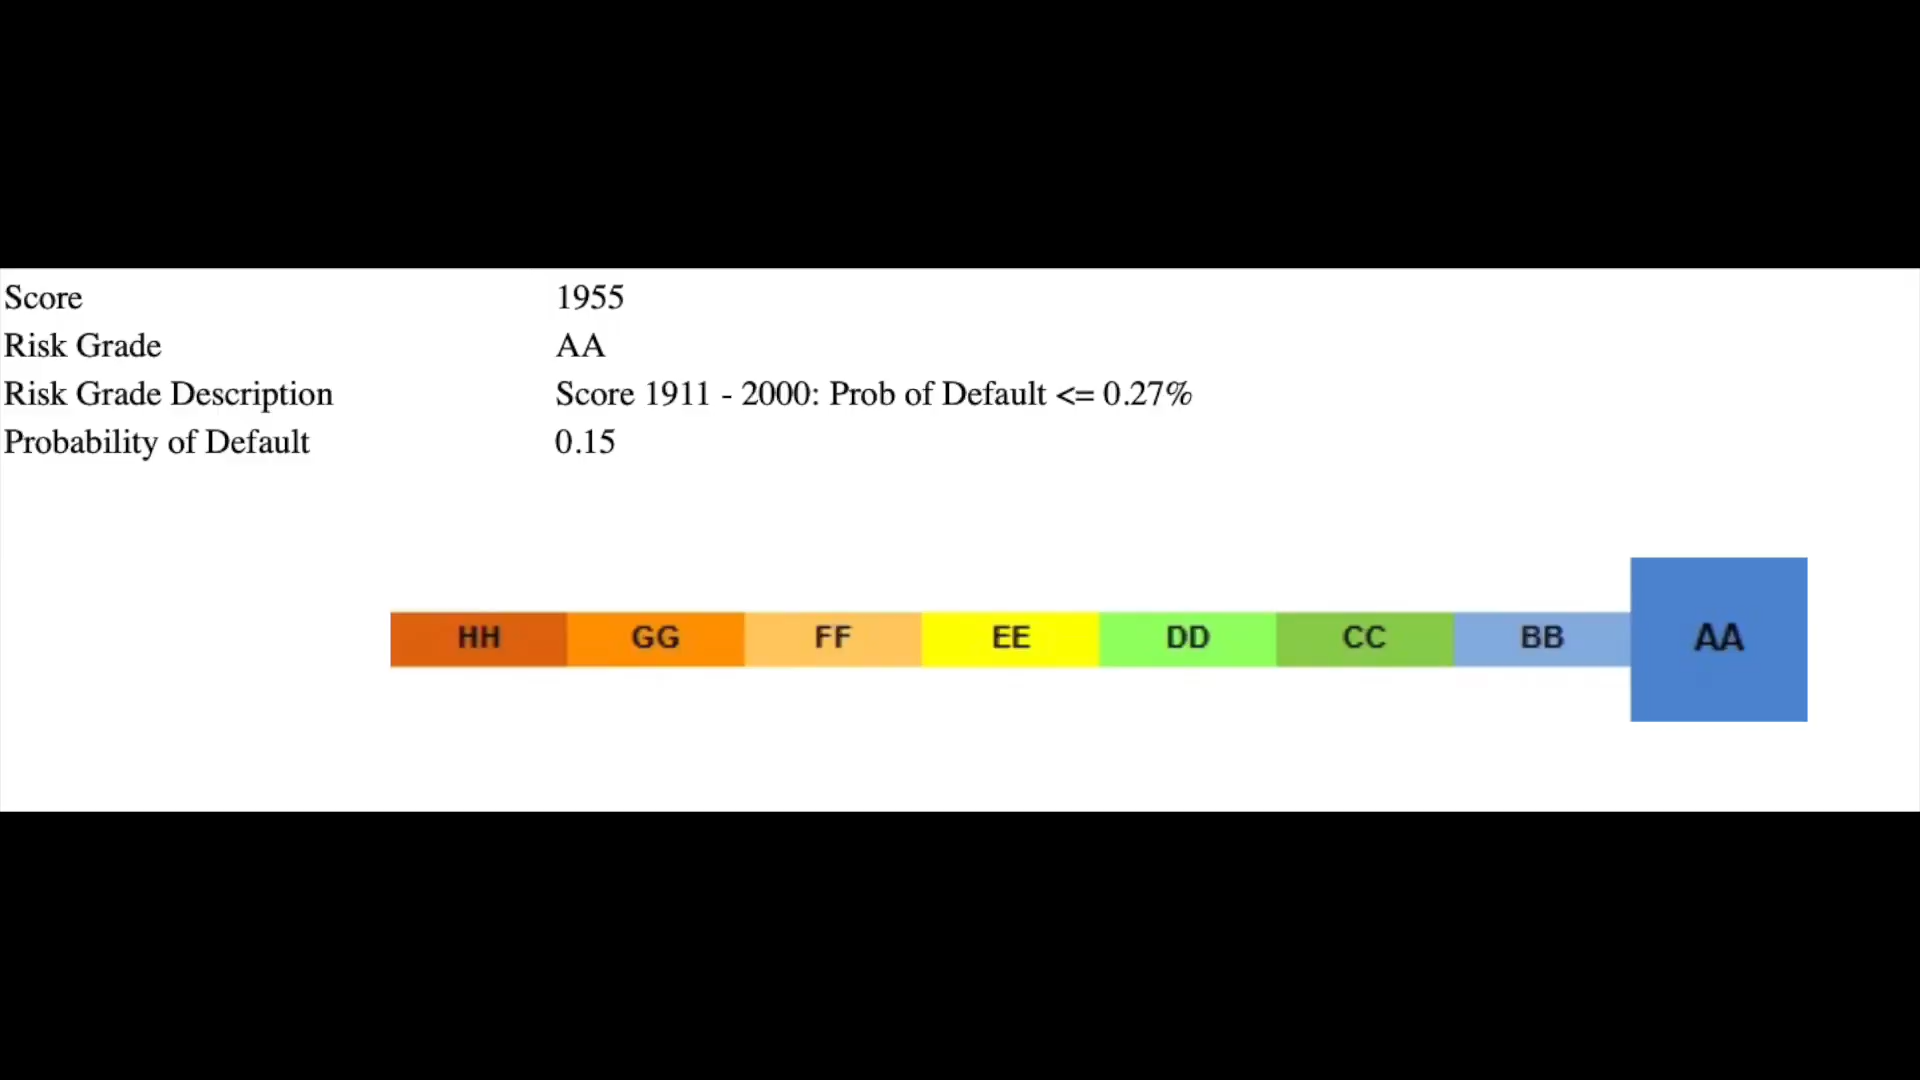 Score 1955
Risk Grade AA
Risk Grade Description Score 1911 - 2000: Prob of Default <= 0.27%
Probability of Default 0.15
HH GG FF EE DD CC BB AA